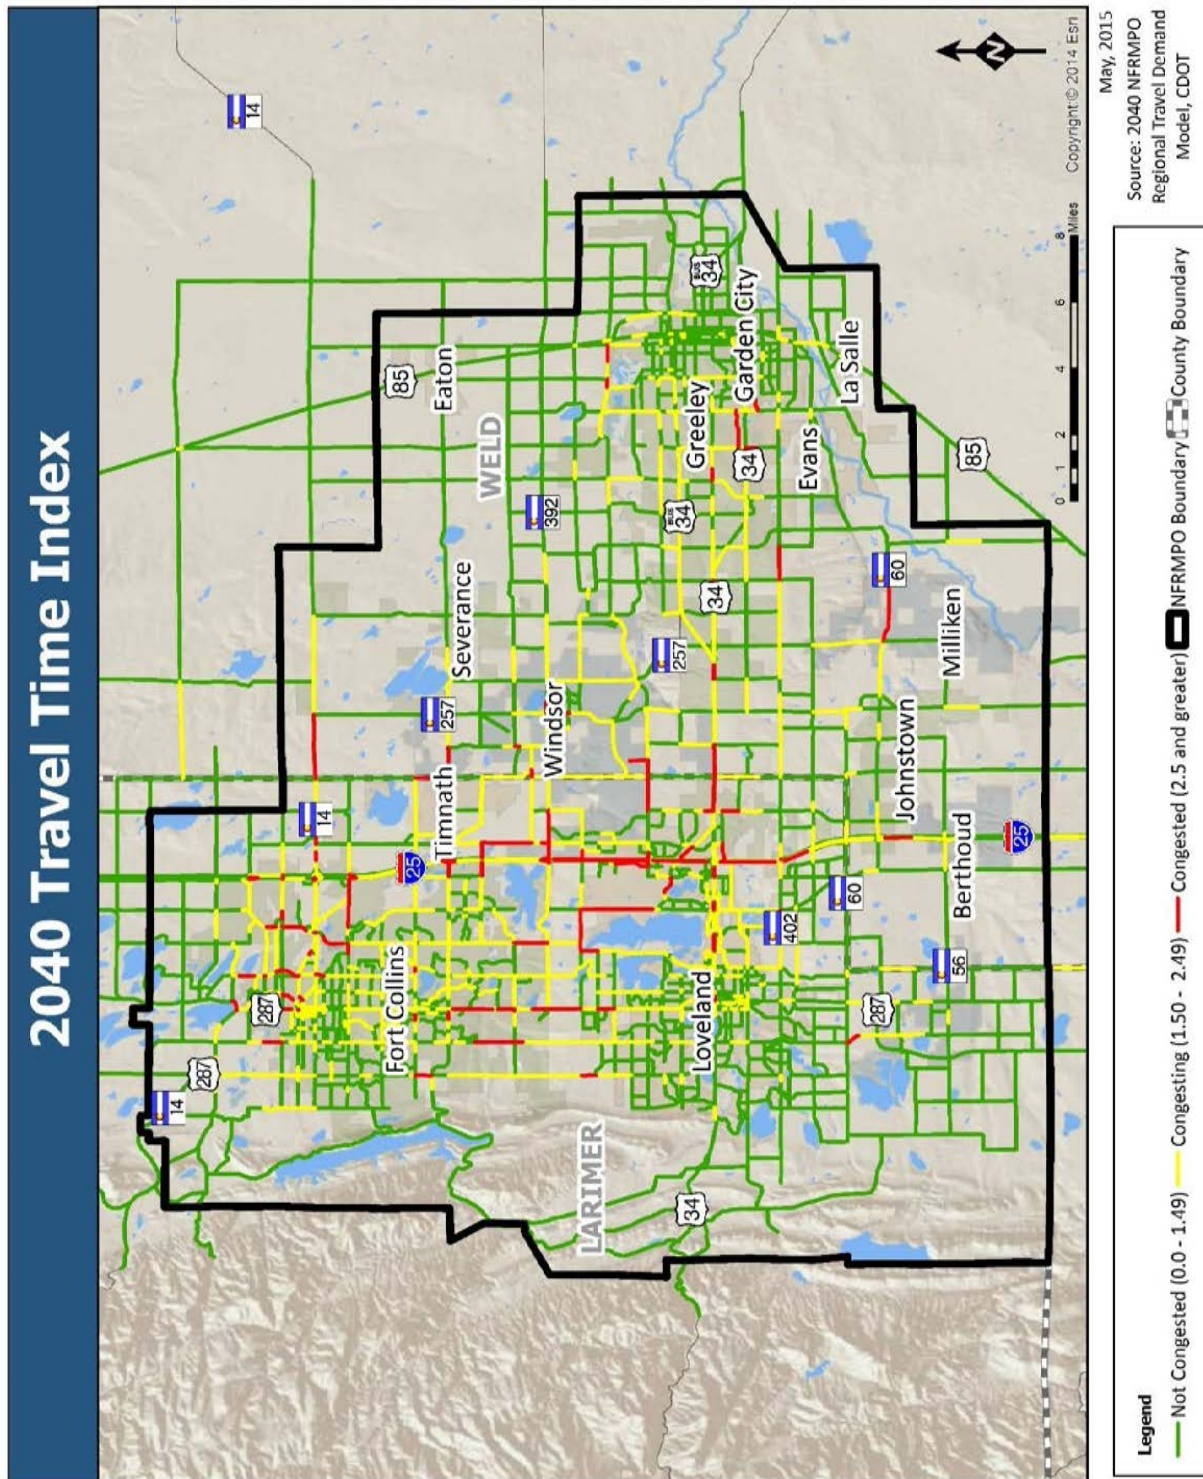 2040 Travel Time Index
14
287
14
287
14
25
Fort Collins
Timnath
257
Severance
85
Eaton
WELD
392
Windsor
LARIMER
257
34
Loveland
34
BUS
34
Greeley
BUS
34
34
Garden City
402
Evans
La Salle
60
60
287
Johnstown
56
Berthoud
Milliken
85
25
0 1 2 4 6 8
Miles
N
Copyright:© 2014 Esri
Legend
Not Congested (0.0 - 1.49)
Congesting (1.50 - 2.49)
Congested (2.5 and greater)
NFRMPO Boundary
County Boundary
May, 2015
Source: 2040 NFRMPO
Regional Travel Demand
Model, CDOT